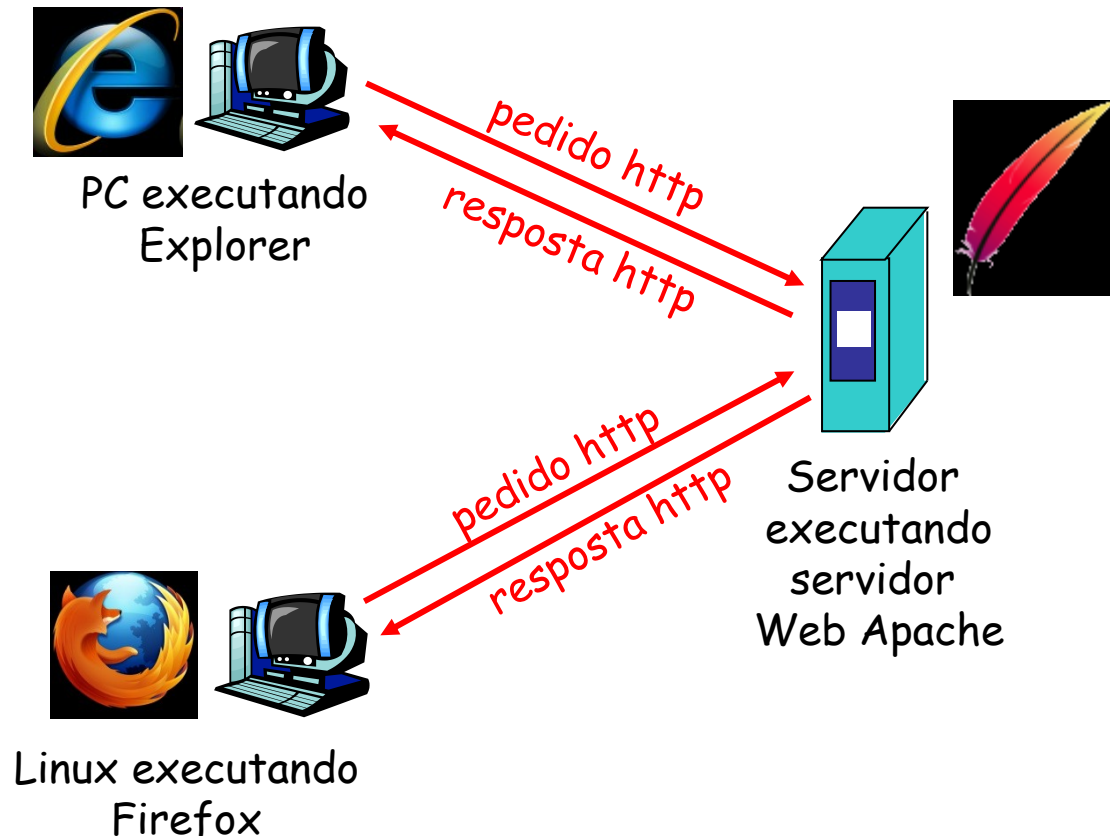 PC executando
Explorer
pedido http
resposta http
pedido http
resposta http
Servidor
executando
servidor
Web Apache
Linux executando
Firefox